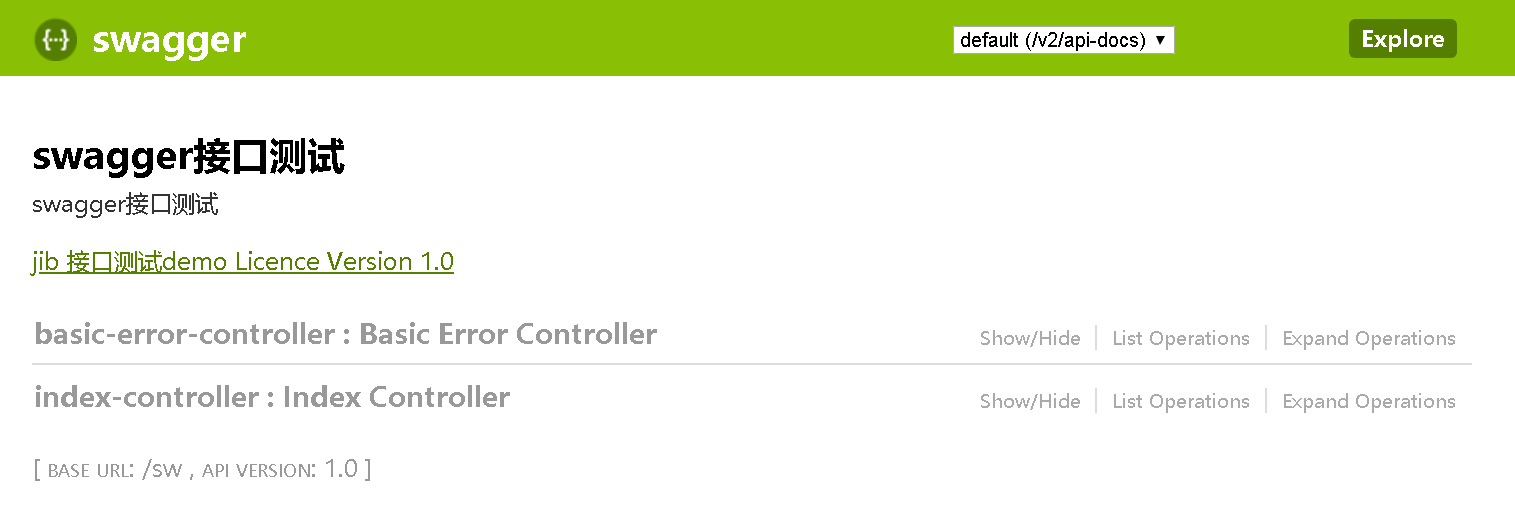 {···} swagger default (/v2/api-docs) ▼ Explore
swagger接口测试
swagger接口测试
jib 接口测试demo Licence Version 1.0
basic-error-controller : Basic Error Controller Show/Hide List Operations Expand Operations
index-controller : Index Controller Show/Hide List Operations Expand Operations
[ BASE URL: /sw , API VERSION: 1.0 ]